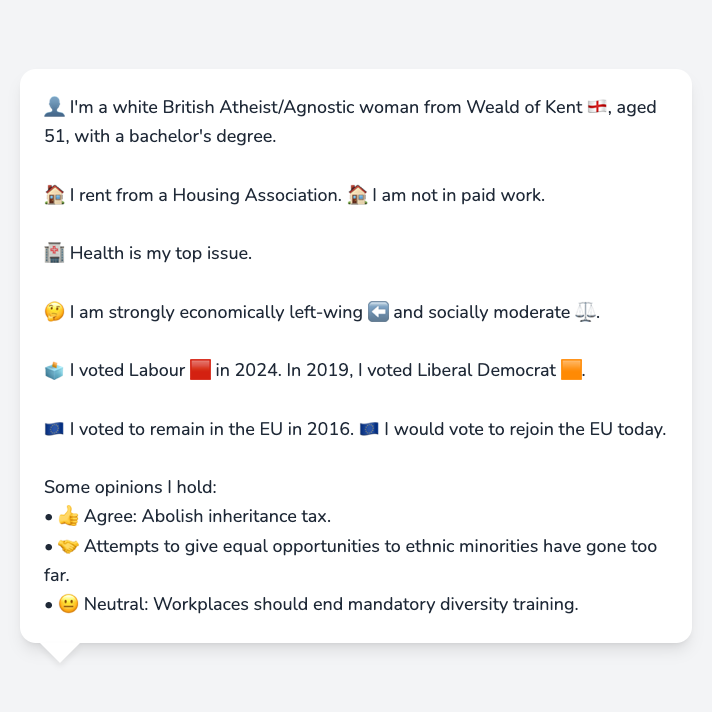 👤 I'm a white British Atheist/Agnostic woman from Weald of Kent 🏴󠁧󠁢󠁥󠁮󠁧󠁿, aged
51, with a bachelor's degree.
🏠 I rent from a Housing Association. 🏠 I am not in paid work.
🏥 Health is my top issue.
🤔 I am strongly economically left-wing ⬅️ and socially moderate ⚖️.
🗳️ I voted Labour 🟥 in 2024. In 2019, I voted Liberal Democrat 🟧.
🇪🇺 I voted to remain in the EU in 2016. 🇪🇺 I would vote to rejoin the EU today.
Some opinions I hold:
• 👍 Agree: Abolish inheritance tax.
• 🤝 Attempts to give equal opportunities to ethnic minorities have gone too
far.
• 😐 Neutral: Workplaces should end mandatory diversity training.